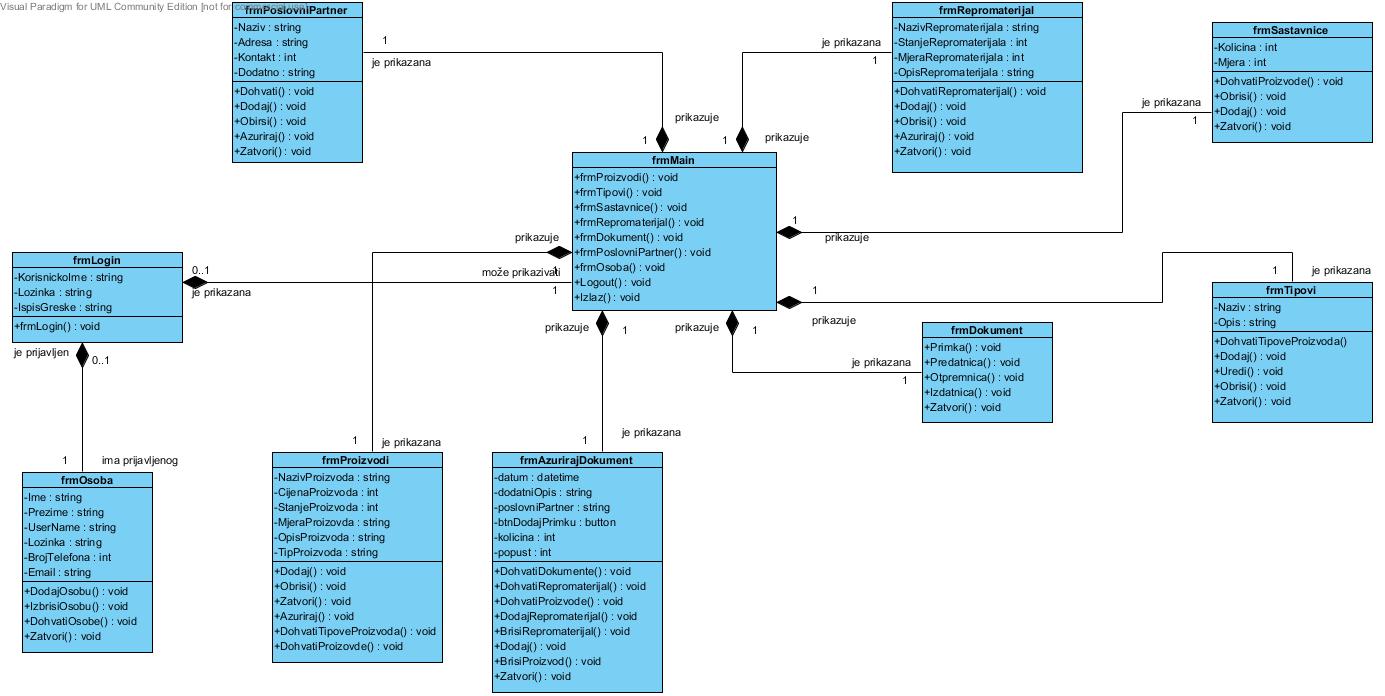 Visual Paradigm for UML Community Edition [not for
frmPoslovniPartner
-Naziv : string
-Adresa : string
-Kontakt : int
-Dodatno : string
+Dohvati() : void
+Dodaj() : void
+Obirsi() : void
+Azuriraj() : void
+Zatvori() : void
1
je prikazana
prikazuje
1
frmRepromaterijal
-NazivRepromaterijala : string
-StanjeRepromaterijala : int
-MjeraRepromaterijala : int
-OpisRepromaterijala : string
+DohvatiRepromaterijal() : void
+Dodaj() : void
+Obrisi() : void
+Azuriraj() : void
+Zatvori() : void
je prikazana
1
1
prikazuje
frmSastavnice
-Kolicina : int
-Mjera : int
+DohvatiProizvode() : void
+Obrisi() : void
+Dodaj() : void
+Zatvori() : void
je prikazana
1
1
prikazuje
frmMain
+frmProizvodi() : void
+frmTipovi() : void
+frmSastavnice() : void
+frmRepromaterijal() : void
+frmDokument() : void
+frmPoslovniPartner() : void
+frmOsoba() : void
+Logout() : void
+Izlaz() : void
prikazuje
1
može prikazivati
1
frmLogin
-KorisnickoIme : string
-Lozinka : string
-IspisGreske : string
+frmLogin() : void
0..1
je prikazana
je prijavljen
0..1
1
ima prijavljenog
frmOsoba
-Ime : string
-Prezime : string
-UserName : string
-Lozinka : string
-BrojTelefona : int
-Email : string
+DodajOsobu() : void
+IzbrisiOsobu() : void
+DohvatiOsobe() : void
+Zatvori() : void
1
je prikazana
frmProizvodi
-NazivProizvoda : string
-CijenaProizvoda : int
-StanjeProizvoda : int
-MjeraProizovda : string
-OpisProizvoda : string
-TipProizvoda : string
+Dodaj() : void
+Obrisi() : void
+Zatvori() : void
+Azuriraj() : void
+DohvatiTipoveProizvoda() : void
+DohvatiProizovde() : void
prikazuje
1
1
je prikazana
frmAzurirajDokument
-datum : datetime
-dodatniOpis : string
-poslovniPartner : string
-btnDodajPrimku : button
-kolicina : int
-popust : int
+DohvatiDokumente() : void
+DohvatiRepromaterijal() : void
+DohvatiProizvode() : void
+DodajRepromaterijal() : void
+BrisiRepromaterijal() : void
+Dodaj() : void
+BrisiProizvod() : void
+Zatvori() : void
prikazuje
1
je prikazana
1
frmDokument
+Primka() : void
+Predatnica() : void
+Otpremnica() : void
+Izdatnica() : void
+Zatvori() : void
1
prikazuje
1
je prikazana
frmTipovi
-Naziv : string
-Opis : string
+DohvatiTipoveProizvoda()
+Dodaj() : void
+Uredi() : void
+Obrisi() : void
+Zatvori() : void